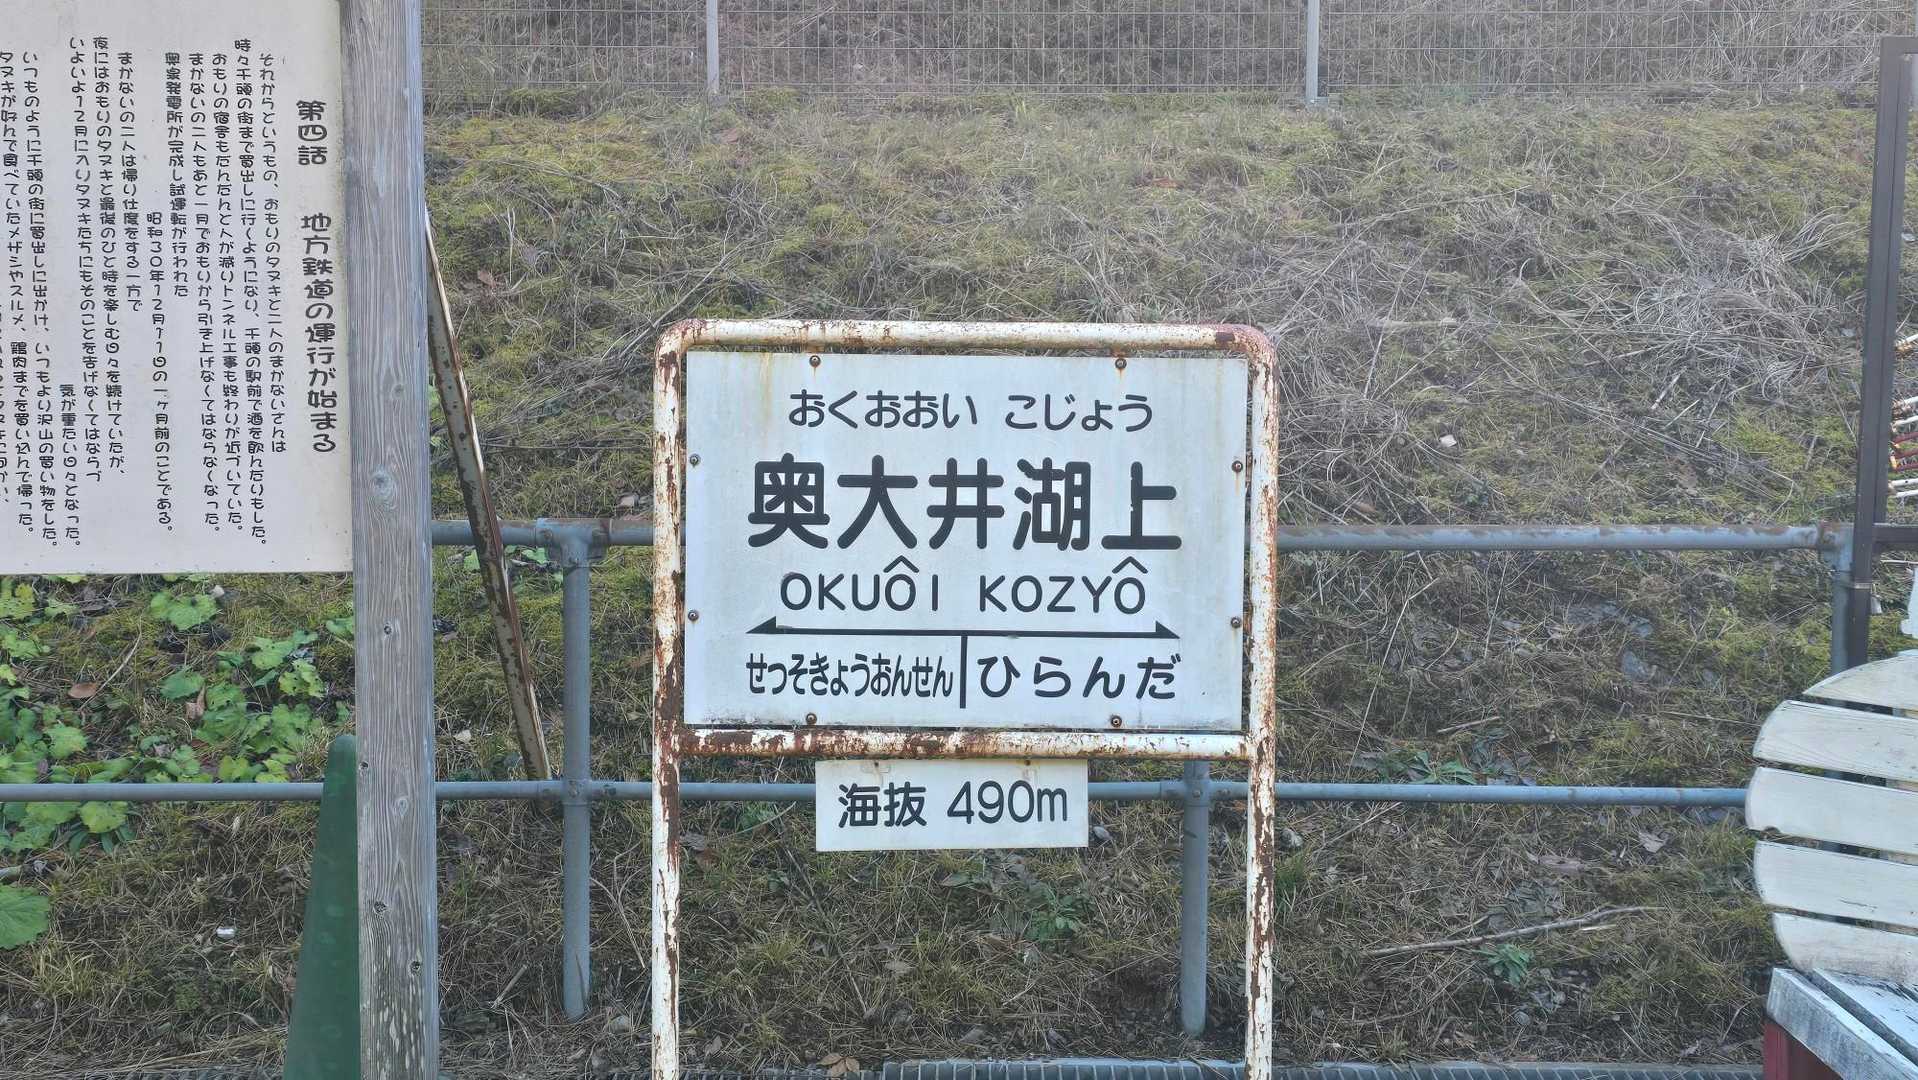 第四話　地方鉄道の運行が始まる
それからというもの、おもりのタヌキと二人のまかないさんは
時々千頭の街まで買出しに行くようになり、千頭の駅前で酒を飲んだりもした。
おもりの宿舎もだんだんと人が減りトンネル工事も終わりが近づいていた。
まかないの二人もあと一月でおもりから引き上げなくてはならなくなった。
奥泉発電所が完成し試運転が行われた
昭和30年12月11日の一ヶ月前のことである。
まかないの二人は帰り仕度をする一方で
夜にはおもりのタヌキと最後のひと時を楽しむ日々を続けていたが、
いよいよ12月に入りタヌキたちにもそのことを告げなくてはならづ
気が重たい日々となった。
いつものように千頭の街に買出しに出かけ、いつもより沢山の買い物をした。
タヌキが好んで食べていたメザシやスルメ、鶏肉までを買い込んで帰った。
おくおおい こじょう
奥大井湖上
OKUÔI KOZYÔ
せっそきょうおんせん ひらんだ
海抜 490m